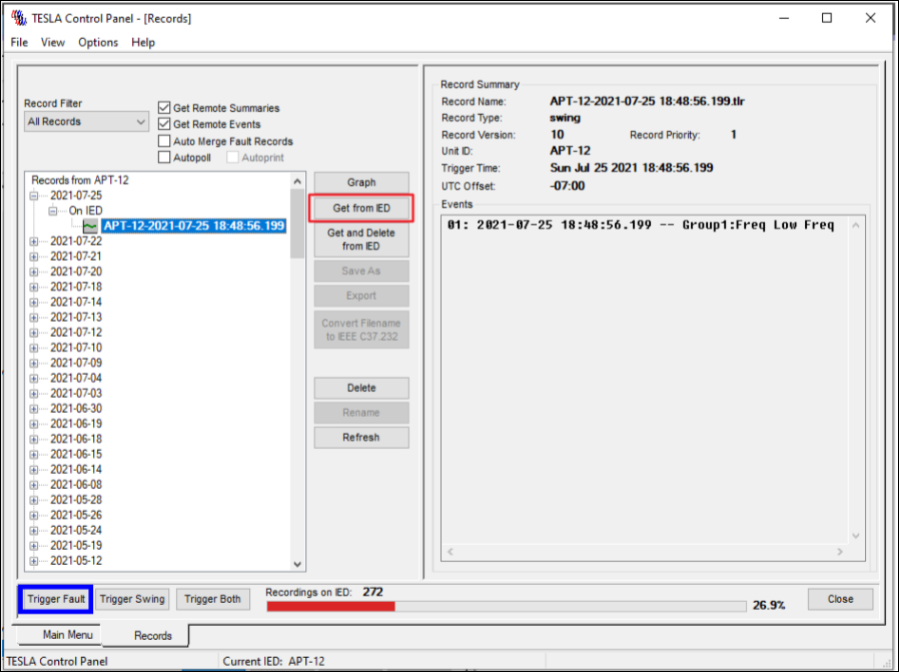 TESLA Control Panel - [Records]
File View Options Help
Record Filter
All Records
Get Remote Summaries
Get Remote Events
Auto Merge Fault Records
Autopoll Autoprint
Records from APT-12
2021-07-25
On IED
APT-12-2021-07-25 18:48:56.199
2021-07-22
2021-07-21
2021-07-20
2021-07-18
2021-07-14
2021-07-13
2021-07-12
2021-07-10
2021-07-09
2021-07-04
2021-07-03
2021-06-30
2021-06-19
2021-06-18
2021-06-15
2021-06-14
2021-06-08
2021-05-28
2021-05-26
2021-05-24
2021-05-19
2021-05-12
Graph
Get from IED
Get and Delete
from IED
Save As
Export
Convert Filename
to IEEE C37.232
Delete
Rename
Refresh
Record Summary
Record Name: APT-12-2021-07-25 18:48:56.199.tlr
Record Type: swing
Record Version: 10 Record Priority: 1
Unit ID: APT-12
Trigger Time: Sun Jul 25 2021 18:48:56.199
UTC Offset: -07:00
Events
01: 2021-07-25 18:48:56.199 -- Group1:Freq Low Freq
Trigger Fault Trigger Swing Trigger Both
Recordings on IED: 272
26.9%
Close
Main Menu Records
TESLA Control Panel Current IED: APT-12